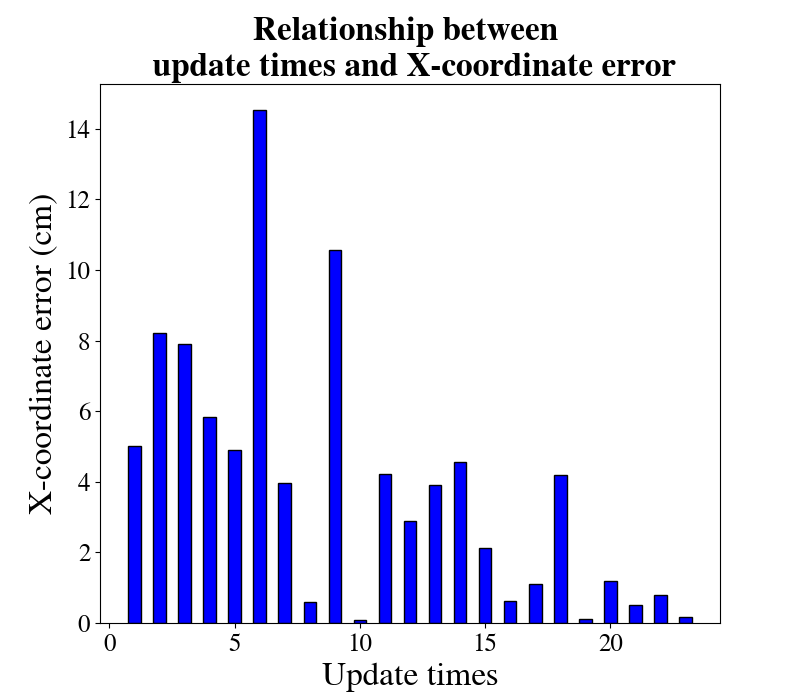 Relationship between
update times and X-coordinate error
X-coordinate error (cm)
14
12
10
8
6
4
2
0
0 5 10 15 20
Update times